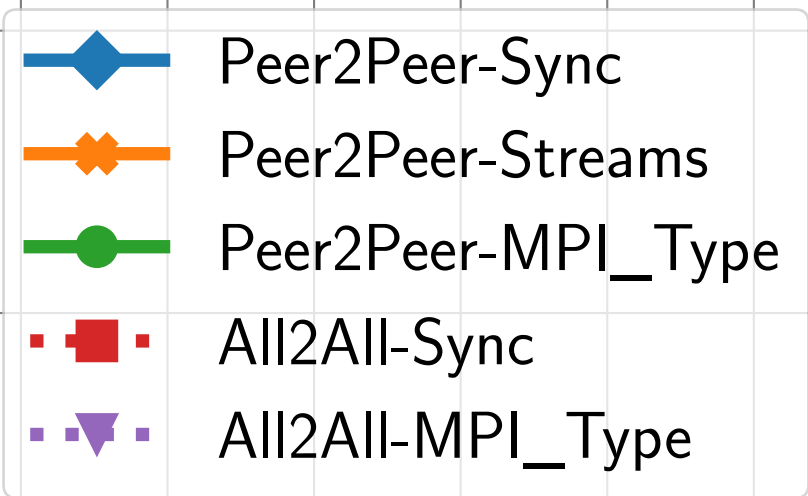 Peer2Peer-Sync
Peer2Peer-Streams
Peer2Peer-MPI_Type
All2All-Sync
All2All-MPI_Type